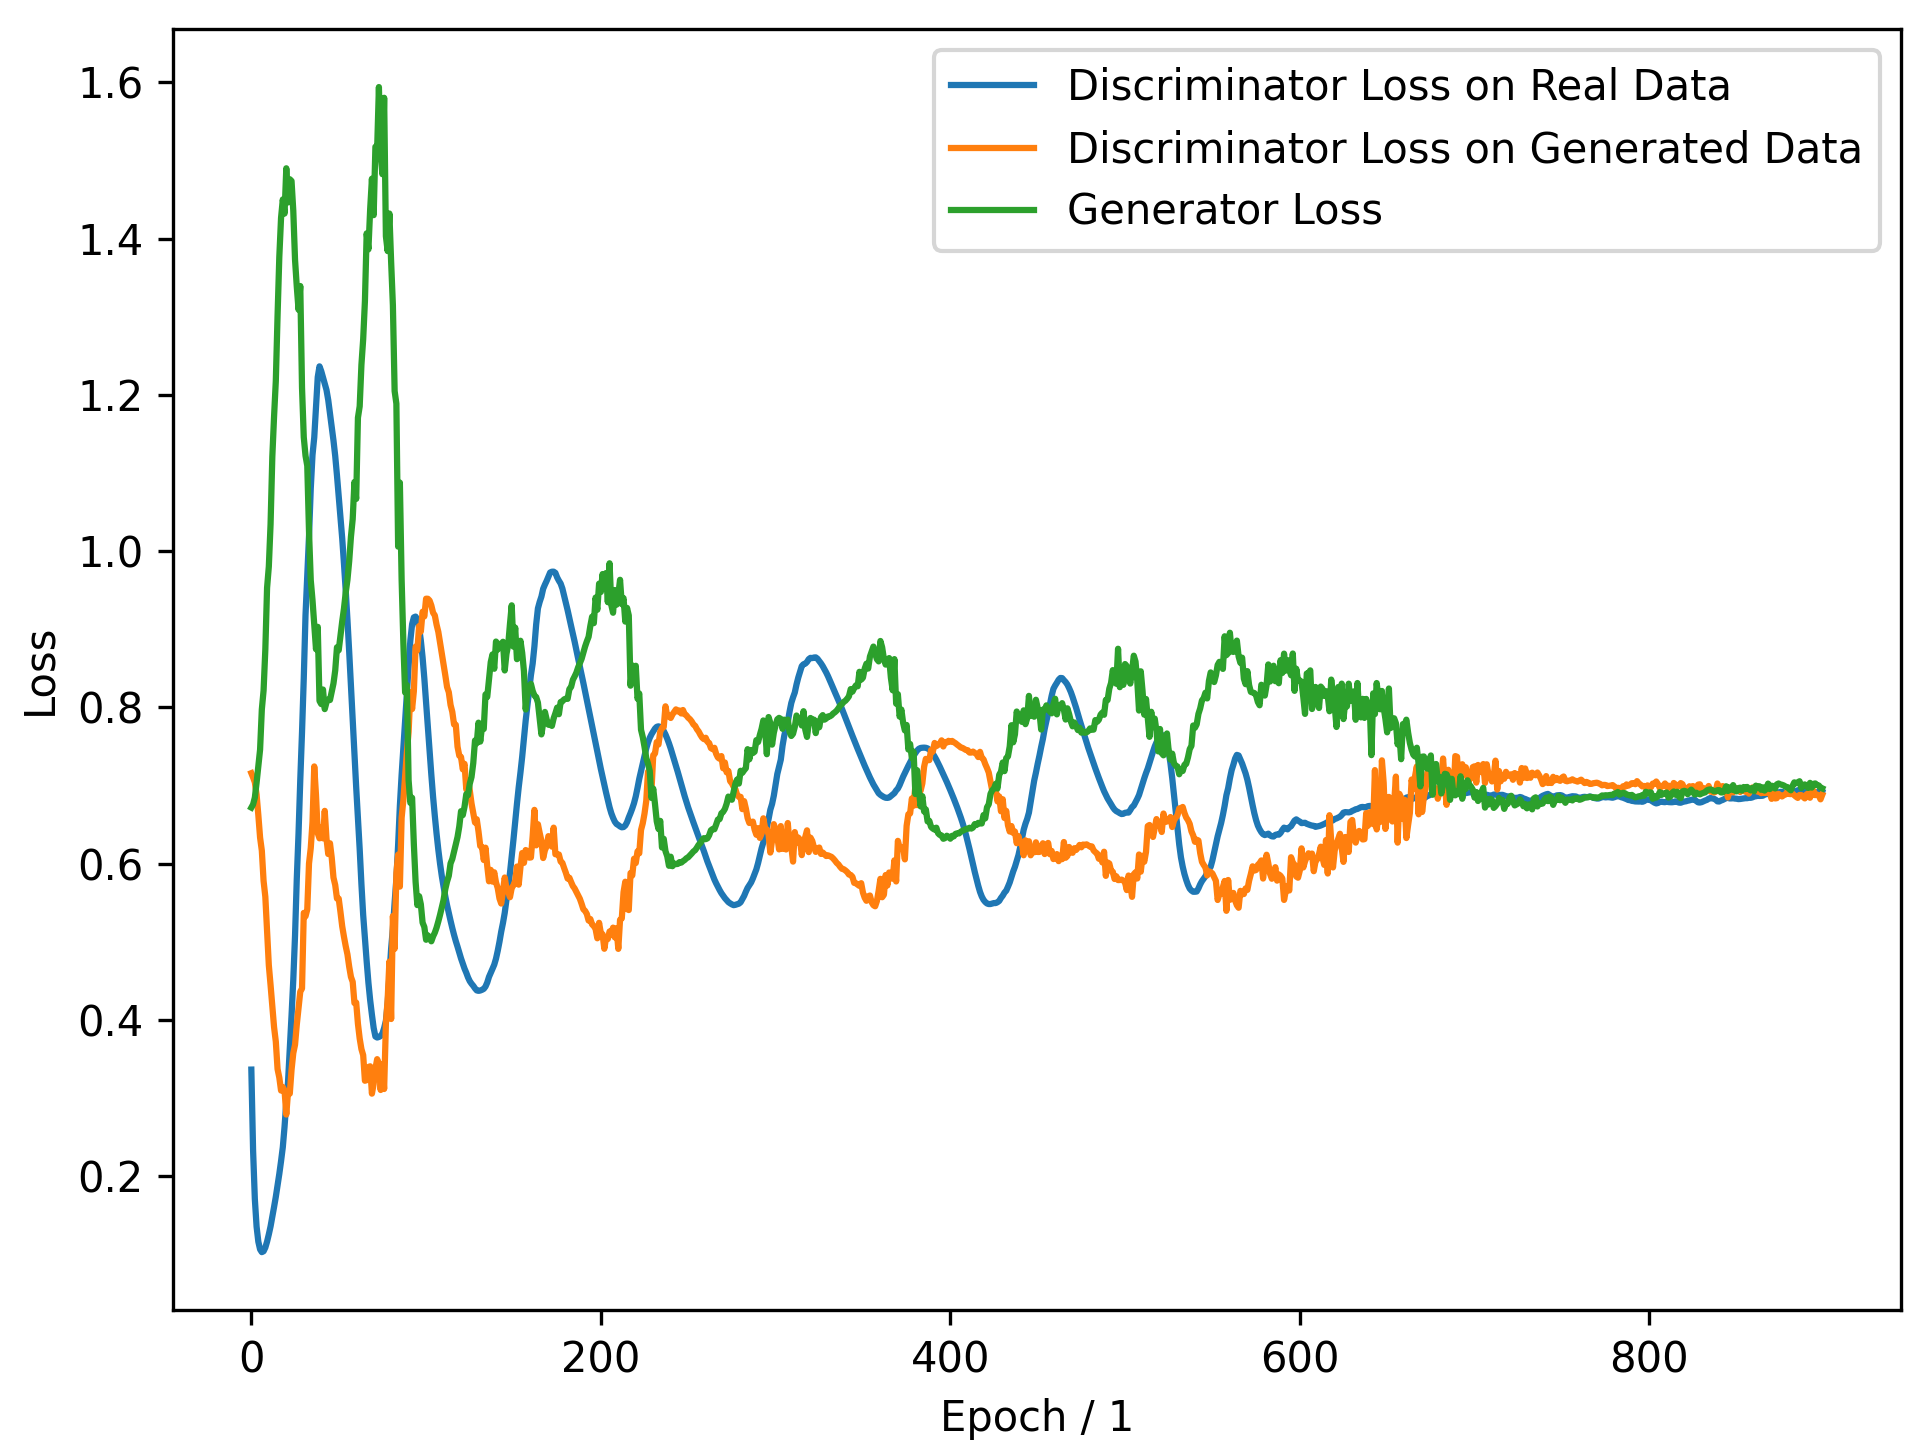 Discriminator Loss on Real Data
Discriminator Loss on Generated Data
Generator Loss
1.6
1.4
1.2
1.0
0.8
0.6
0.4
0.2
Loss
0 200 400 600 800
Epoch / 1